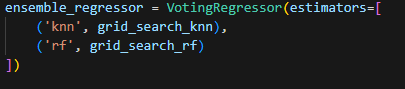 ensemble_regressor = VotingRegressor(estimators=[
    ('knn', grid_search_knn),
    ('rf', grid_search_rf)
])